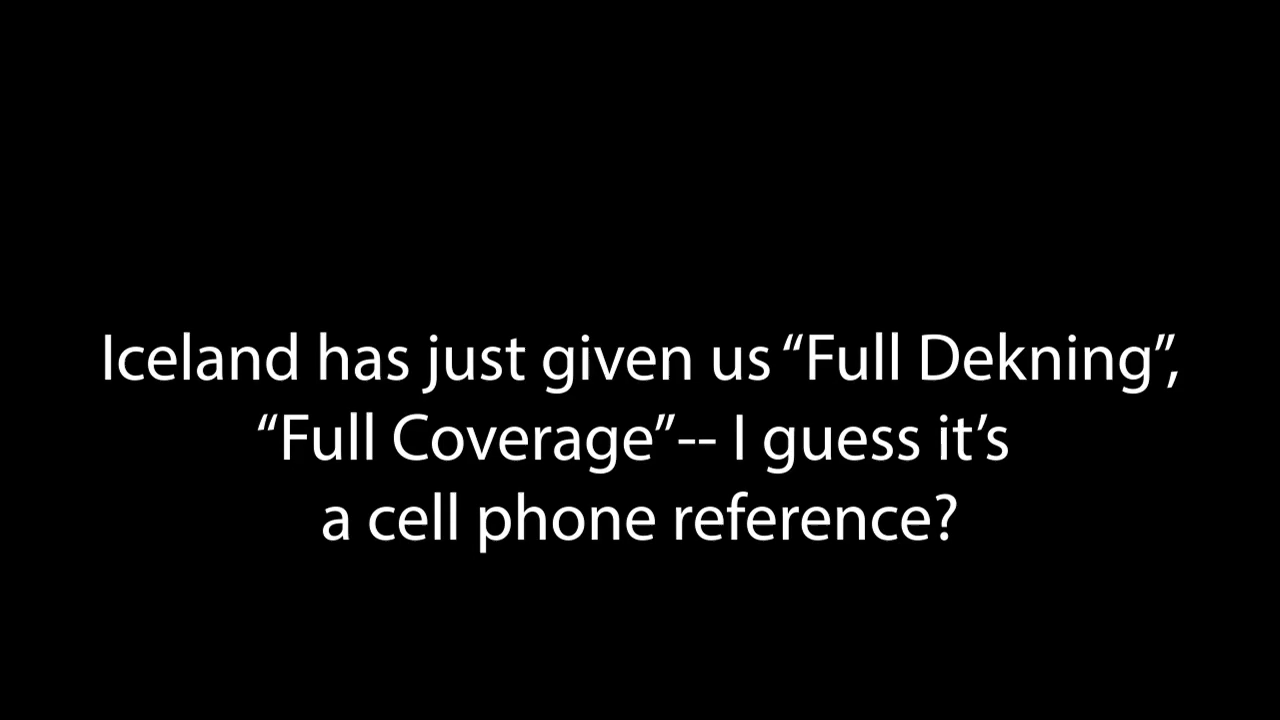 Iceland has just given us “Full Dekning”,
“Full Coverage”-- I guess it’s
a cell phone reference?